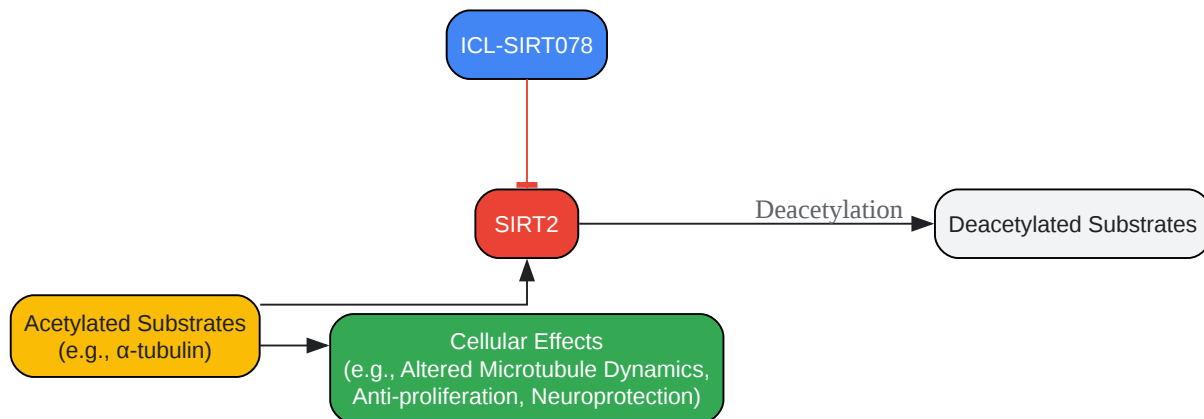 ICL-SIRT078
SIRT2
Deacetylation
Deacetylated Substrates
Acetylated Substrates
(e.g., α-tubulin)
Cellular Effects
(e.g., Altered Microtubule Dynamics,
Anti-proliferation, Neuroprotection)